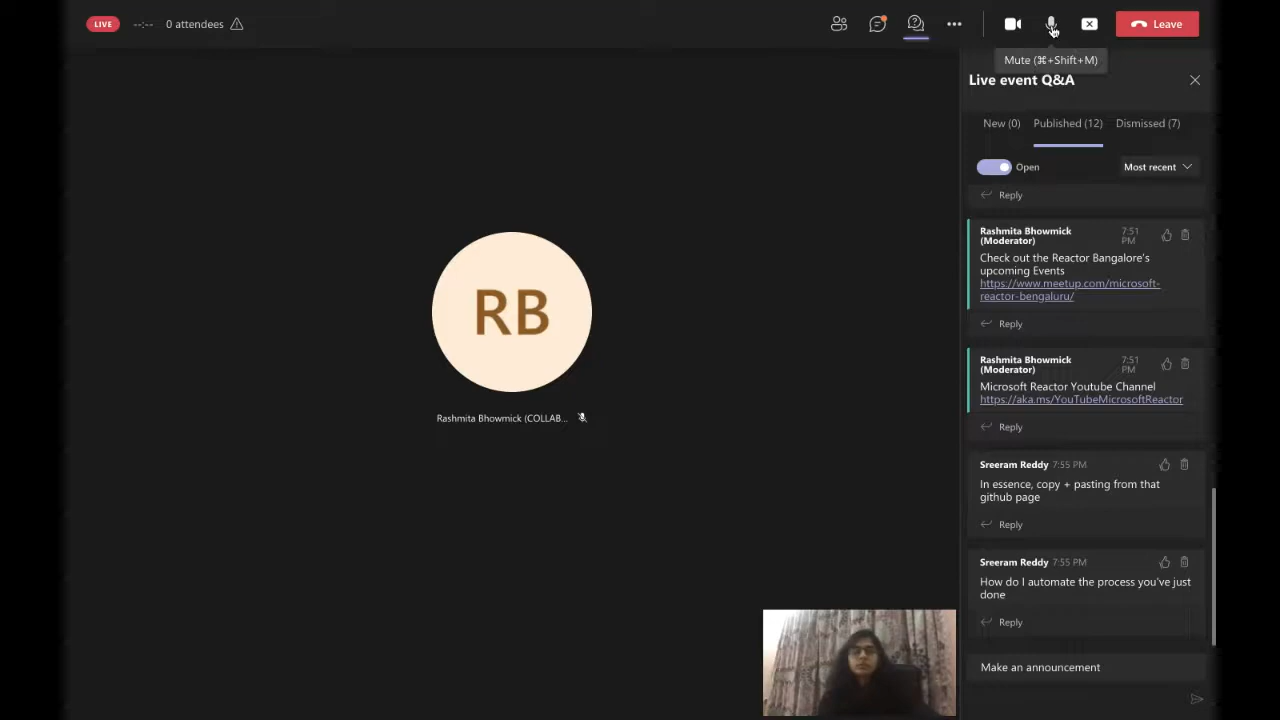 LIVE
--:--
0 attendees
Leave
Mute (⌘+Shift+M)
Live event Q&A
New (0)
Published (12)
Dismissed (7)
Open
Most recent
Reply
Rashmita Bhowmick
(Moderator)
7:51
PM
Check out the Reactor Bangalore's
upcoming Events
https://www.meetup.com/microsoft-
reactor-bengaluru/
Reply
Rashmita Bhowmick
(Moderator)
7:51
PM
Microsoft Reactor Youtube Channel
https://aka.ms/YouTubeMicrosoftReactor
Reply
Sreeram Reddy 7:55 PM
In essence, copy + pasting from that
github page
Reply
Sreeram Reddy 7:55 PM
How do I automate the process you've just
done
Reply
Make an announcement
RB
Rashmita Bhowmick (COLLAB...